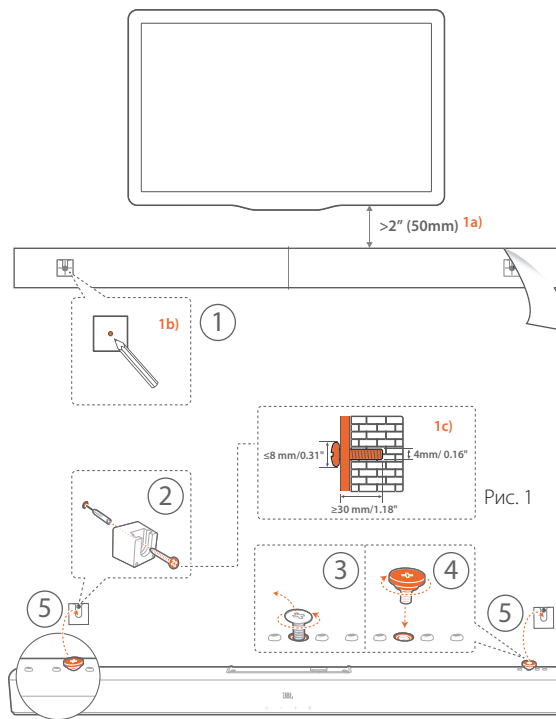 >2" (50mm) 1a)
1b)
1
1c)
≤8 mm/0.31"
4mm/ 0.16"
≥30 mm/1.18"
Рис. 1
2
3
4
5
5
JBL